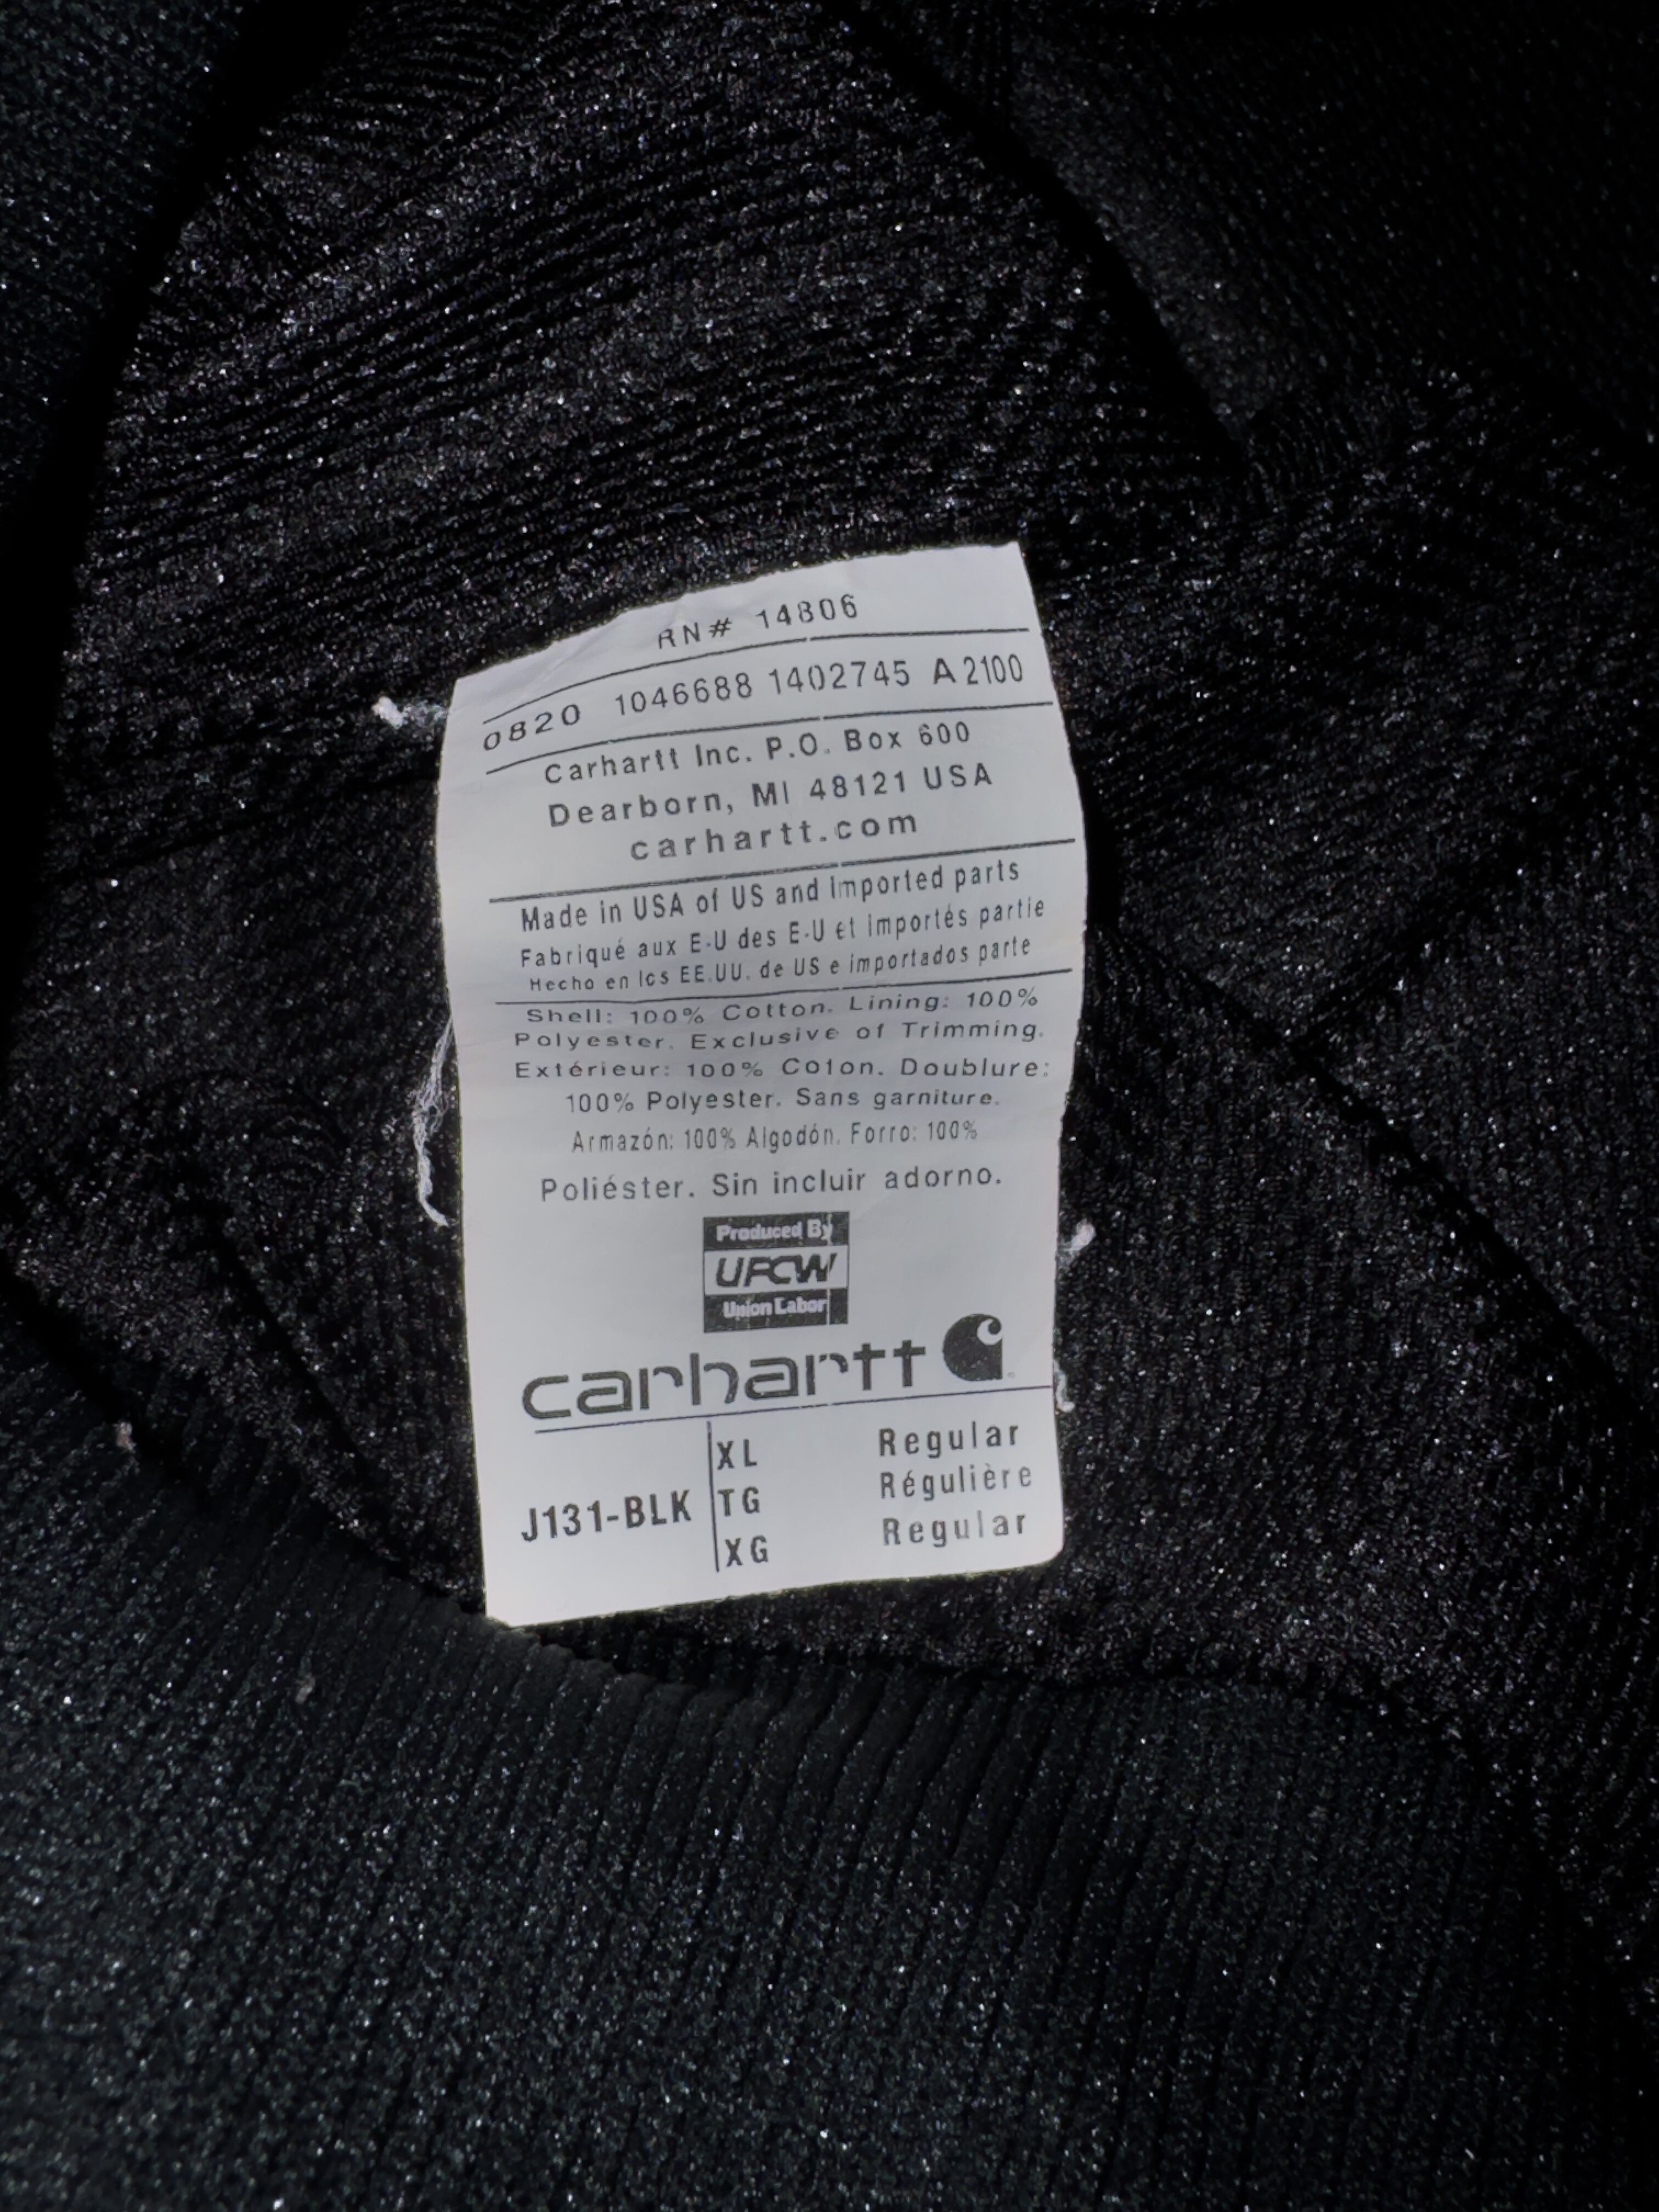 RN# 14806
0820 1046688 1402745 A 2100
Carhartt Inc. P.O. Box 600
Dearborn, MI 48121 USA
carhartt.com
Made in USA of US and Imported parts
Fabriqué aux E-U des E-U et importés partie
Hecho en los EE.UU. de US e importados parte
Shell: 100% Cotton. Lining: 100%
Polyester. Exclusive of Trimming.
Extérieur: 100% Coton. Doublure:
100% Polyester. Sans garniture.
Armazón: 100% Algodón. Forro: 100%
Poliéster. Sin incluir adorno.
Produced By
UFCW
Union Labor
carhartt
XL Regular
J131-BLK TG Régulière
XG Regular